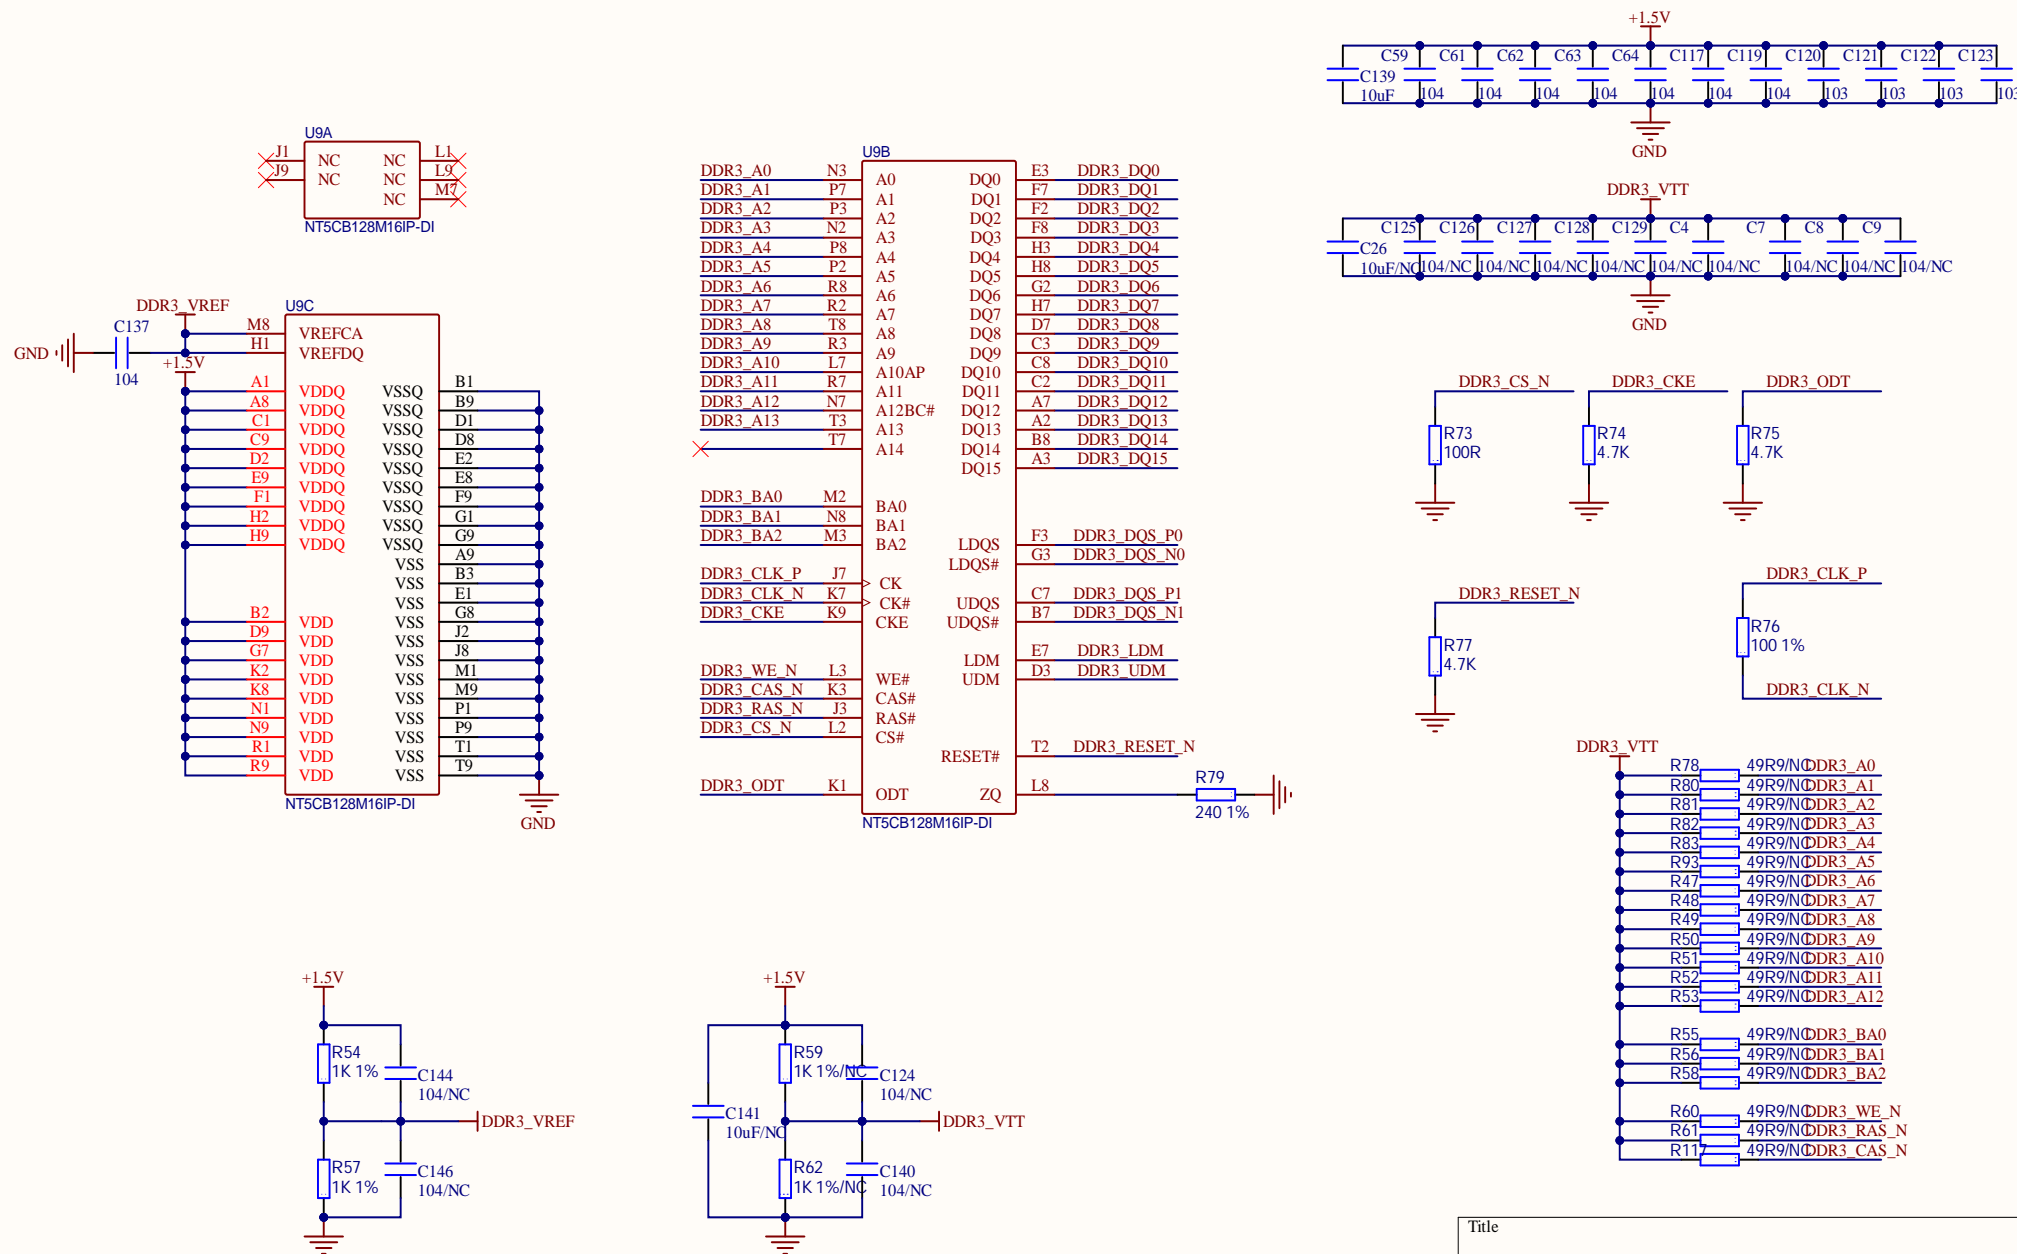 +1.5V
C59 C61 C62 C63 C64 C117 C119 C120 C121 C122 C123
C139
10uF 104 104 104 104 104 104 104 103 103 103 103
GND
DDR3_VTT
C125 C126 C127 C128 C129 C4 C7 C8 C9
C26
10uF/NC 104/NC 104/NC 104/NC 104/NC 104/NC 104/NC 104/NC 104/NC 104/NC
GND
U9A
J1 NC NC L1
J9 NC NC L9
NC M7
NT5CB128M16IP-DI
DDR3_VREF
U9C
C137
GND
104
+1.5V
M8 VREFCA
H1 VREFDQ
A1 VDDQ VSSQ B1
A8 VDDQ VSSQ B9
C1 VDDQ VSSQ D1
C9 VDDQ VSSQ D8
D2 VDDQ VSSQ E2
E9 VDDQ VSSQ E8
F1 VDDQ VSSQ F9
H2 VDDQ VSSQ G1
H9 VDDQ VSSQ G9
VSS A9
VSS B3
VSS E1
B2 VDD VSS G8
D9 VDD VSS J2
G7 VDD VSS J8
K2 VDD VSS M1
K8 VDD VSS M9
N1 VDD VSS P1
N9 VDD VSS P9
R1 VDD VSS T1
R9 VDD VSS T9
NT5CB128M16IP-DI
GND
U9B
DDR3_A0 N3 A0 DQ0 E3 DDR3_DQ0
DDR3_A1 P7 A1 DQ1 F7 DDR3_DQ1
DDR3_A2 P3 A2 DQ2 F2 DDR3_DQ2
DDR3_A3 N2 A3 DQ3 F8 DDR3_DQ3
DDR3_A4 P8 A4 DQ4 H3 DDR3_DQ4
DDR3_A5 P2 A5 DQ5 H8 DDR3_DQ5
DDR3_A6 R8 A6 DQ6 G2 DDR3_DQ6
DDR3_A7 R2 A7 DQ7 H7 DDR3_DQ7
DDR3_A8 T8 A8 DQ8 D7 DDR3_DQ8
DDR3_A9 R3 A9 DQ9 C3 DDR3_DQ9
DDR3_A10 L7 A10AP DQ10 C8 DDR3_DQ10
DDR3_A11 R7 A11 DQ11 C2 DDR3_DQ11
DDR3_A12 N7 A12BC# DQ12 A7 DDR3_DQ12
DDR3_A13 T3 A13 DQ13 A2 DDR3_DQ13
T7 A14 DQ14 B8 DDR3_DQ14
DQ15 A3 DDR3_DQ15
DDR3_BA0 M2 BA0
DDR3_BA1 N8 BA1
DDR3_BA2 M3 BA2 LDQS F3 DDR3_DQS_P0
LDQS# G3 DDR3_DQS_N0
DDR3_CLK_P J7 CK
DDR3_CLK_N K7 CK# UDQS C7 DDR3_DQS_P1
DDR3_CKE K9 CKE UDQS# B7 DDR3_DQS_N1
LDM E7 DDR3_LDM
DDR3_WE_N L3 WE# UDM D3 DDR3_UDM
DDR3_CAS_N K3 CAS#
DDR3_RAS_N J3 RAS#
DDR3_CS_N L2 CS#
RESET# T2 DDR3_RESET_N
DDR3_ODT K1 ODT ZQ L8
R79
240 1%
NT5CB128M16IP-DI
DDR3_CS_N DDR3_CKE DDR3_ODT
R73 R74 R75
100R 4.7K 4.7K
DDR3_RESET_N
R77
4.7K
DDR3_CLK_P
R76
100 1%
DDR3_CLK_N
DDR3_VTT
R78 49R9/NC DDR3_A0
R80 49R9/NC DDR3_A1
R81 49R9/NC DDR3_A2
R82 49R9/NC DDR3_A3
R83 49R9/NC DDR3_A4
R93 49R9/NC DDR3_A5
R47 49R9/NC DDR3_A6
R48 49R9/NC DDR3_A7
R49 49R9/NC DDR3_A8
R50 49R9/NC DDR3_A9
R51 49R9/NC DDR3_A10
R52 49R9/NC DDR3_A11
R53 49R9/NC DDR3_A12
R55 49R9/NC DDR3_BA0
R56 49R9/NC DDR3_BA1
R58 49R9/NC DDR3_BA2
R60 49R9/NC DDR3_WE_N
R61 49R9/NC DDR3_RAS_N
R117 49R9/NC DDR3_CAS_N
+1.5V
R54
1K 1%
C144
104/NC
DDR3_VREF
R57
1K 1%
C146
104/NC
+1.5V
R59
1K 1%/NC
C124
104/NC
C141
10uF/NC
DDR3_VTT
R62
1K 1%/NC
C140
104/NC
Title